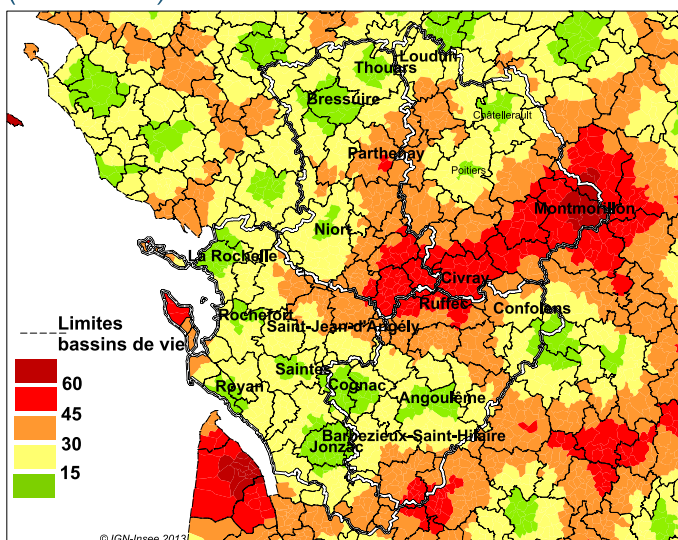 Loudun
Thouars
Bressuire
Châtellerault
Parthenay
Poitiers
Montmorillon
Niort
La Rochelle
Civray
Ruffec
Confolens
Rochefort
Saint-Jean-d'Angély
Limites
bassins de vie
Saintes
Royan
Cognac
Angoulême
60
45
30
15
Barbezieux-Saint-Hilaire
Jonzac
© IGN-Insee 2013